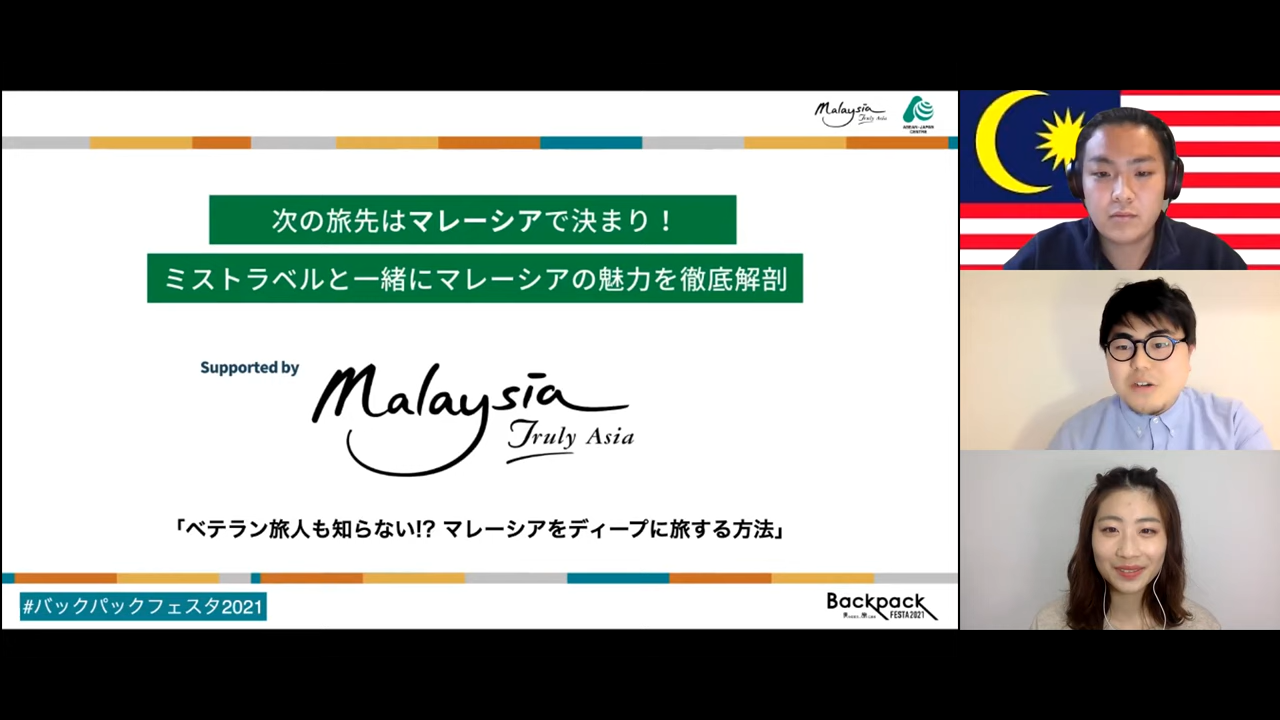 Malaysia
Truly Asia
ASEAN-JAPAN
CENTRE
次の旅先はマレーシアで決まり！
ミストラベルと一緒にマレーシアの魅力を徹底解剖
Supported by
Malaysia
Truly Asia
「ベテラン旅人も知らない!? マレーシアをディープに旅する方法」
#バックパックフェスタ2021
Backpack
FESTA2021